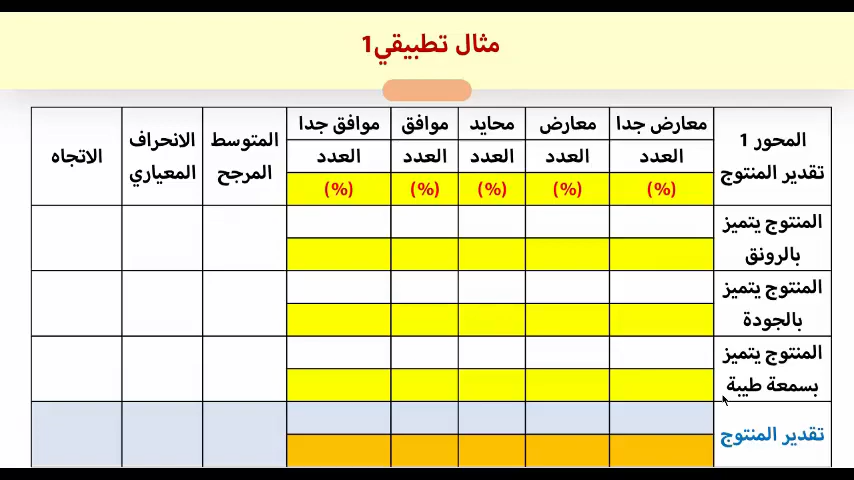 مثال تطبيقي1
المحور 1
تقدير المنتوج
معارض جدا
معارض
محايد
موافق
موافق جدا
المتوسط
المرجح
الانحراف
المعياري
الاتجاه
العدد
العدد
العدد
العدد
العدد
(%)
(%)
(%)
(%)
(%)
المنتوج يتميز
بالرونق
المنتوج يتميز
بالجودة
المنتوج يتميز
بسمعة طيبة
تقدير المنتوج